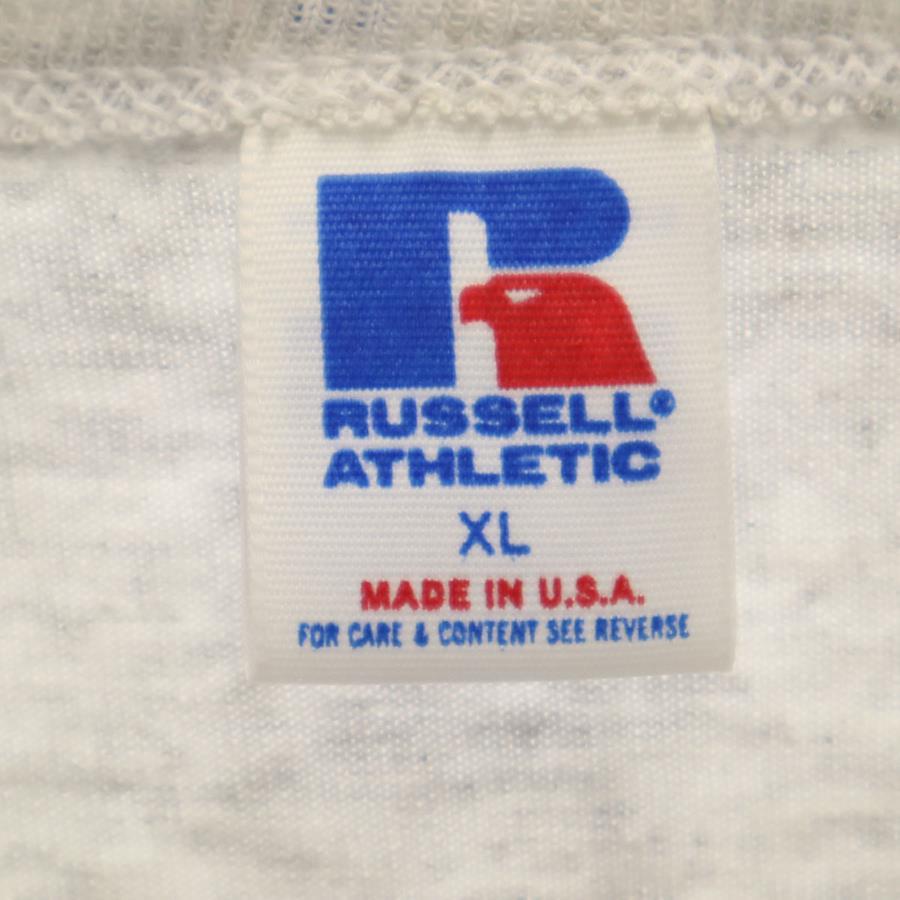 RUSSELL®
ATHLETIC
XL
MADE IN U.S.A.
FOR CARE & CONTENT SEE REVERSE